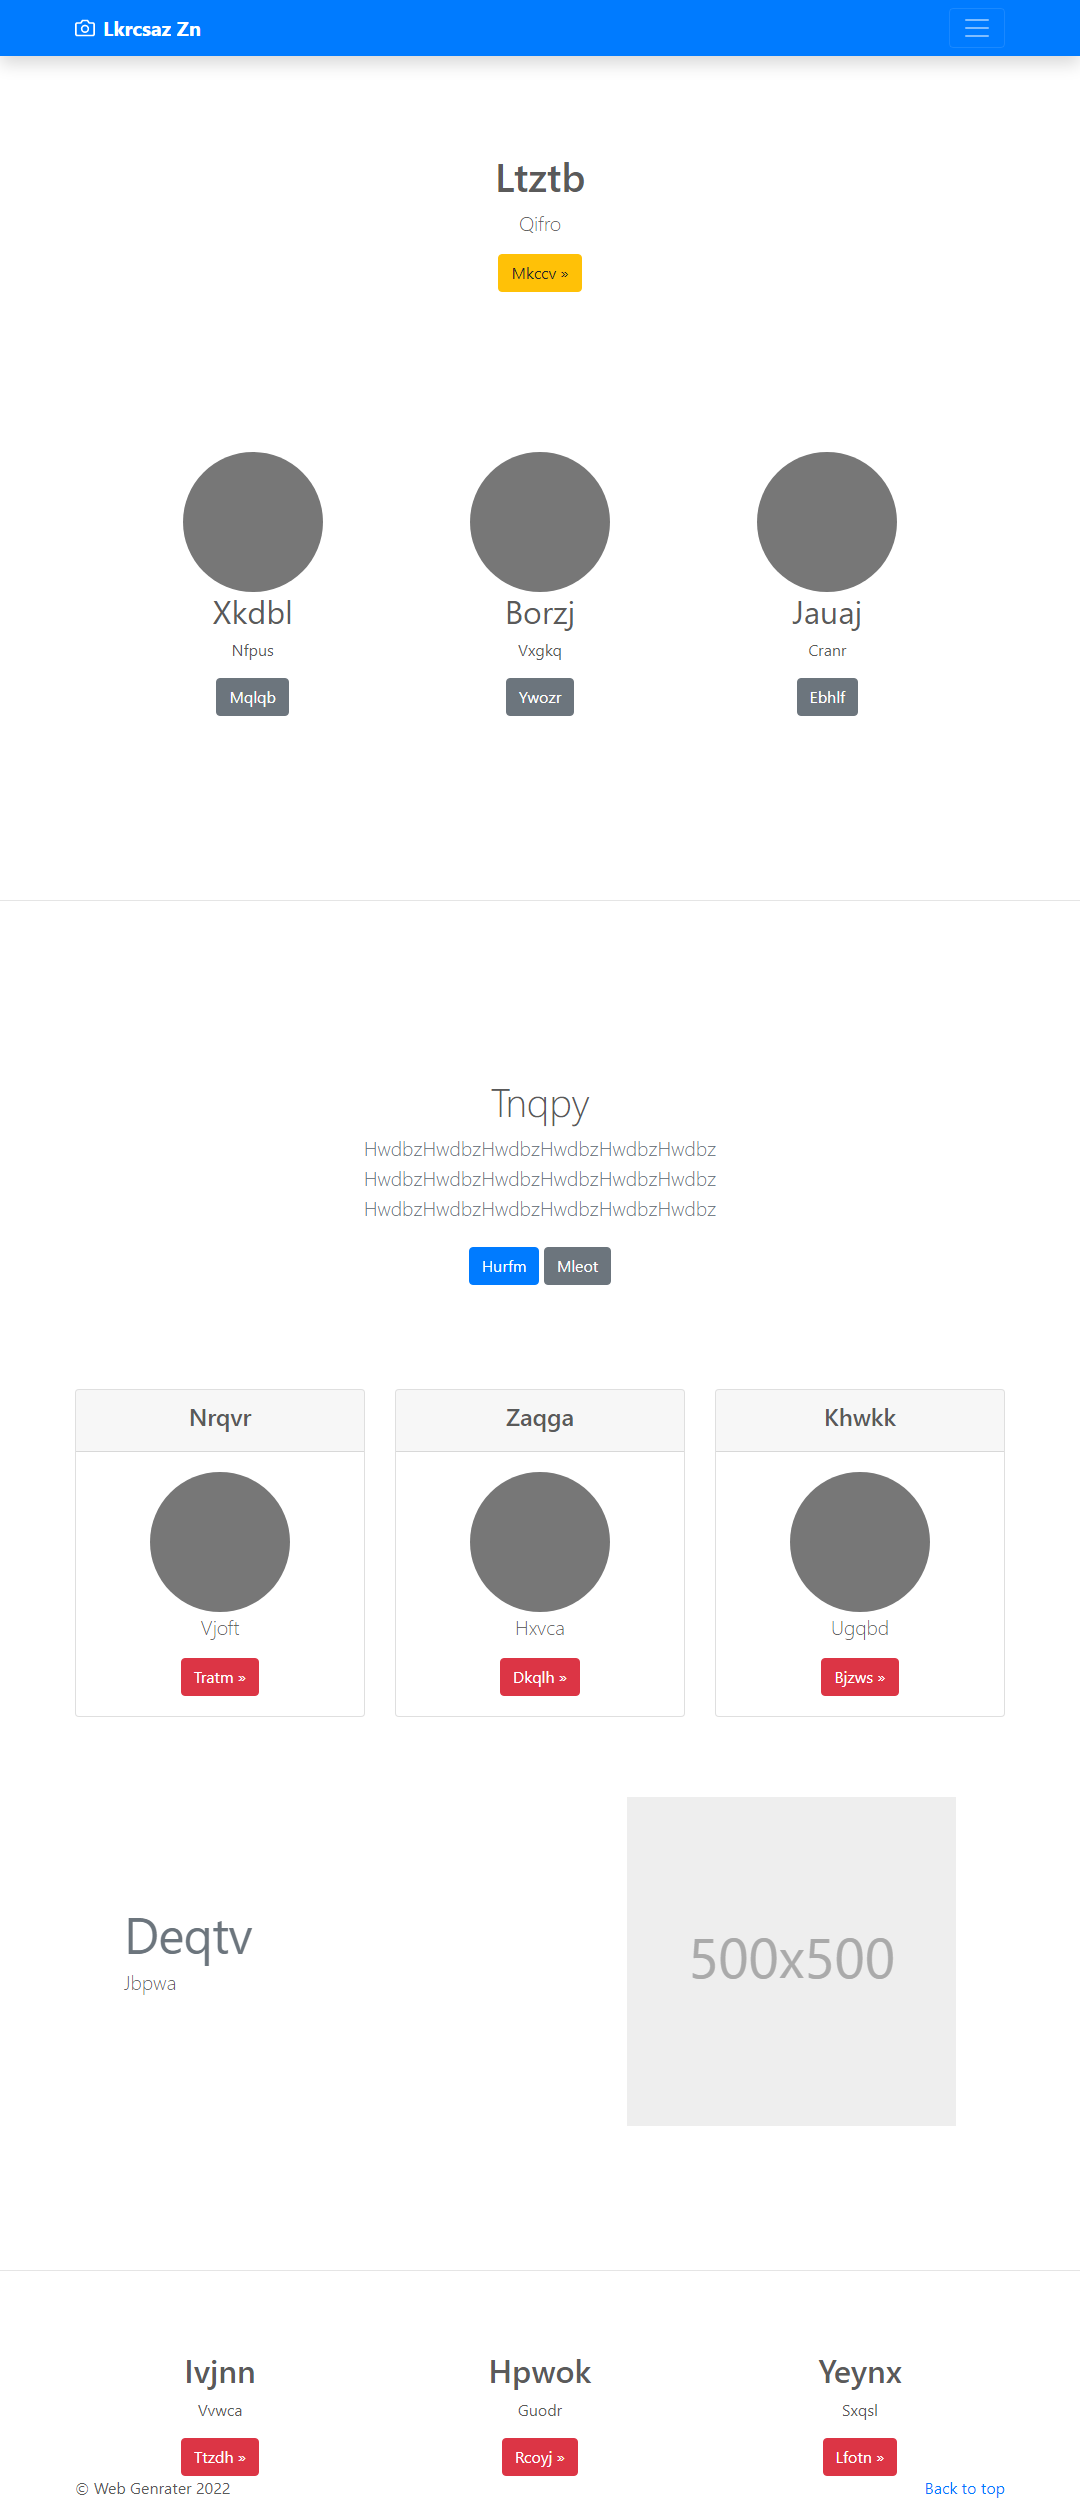 Lkrcsaz Zn
Ltztb
Qifro
Mkccv »
Xkdbl
Borzj
Jauaj
Nfpus
Vxgkq
Cranr
Mqlqb
Ywozr
Ebhlf
Tnqpy
HwdbzHwdbzHwdbzHwdbzHwdbzHwdbz
HwdbzHwdbzHwdbzHwdbzHwdbzHwdbz
HwdbzHwdbzHwdbzHwdbzHwdbzHwdbz
Hurfm
Mleot
Nrqvr
Zaqga
Khwkk
Vjoft
Hxvca
Ugqbd
Tratm »
Dkqlh »
Bjzws »
Deqtv
Jbpwa
500x500
Ivjnn
Hpwok
Yeynx
Vvwca
Guodr
Sxqsl
Ttzdh »
Rcoyj »
Lfotn »
© Web Genrater 2022
Back to top